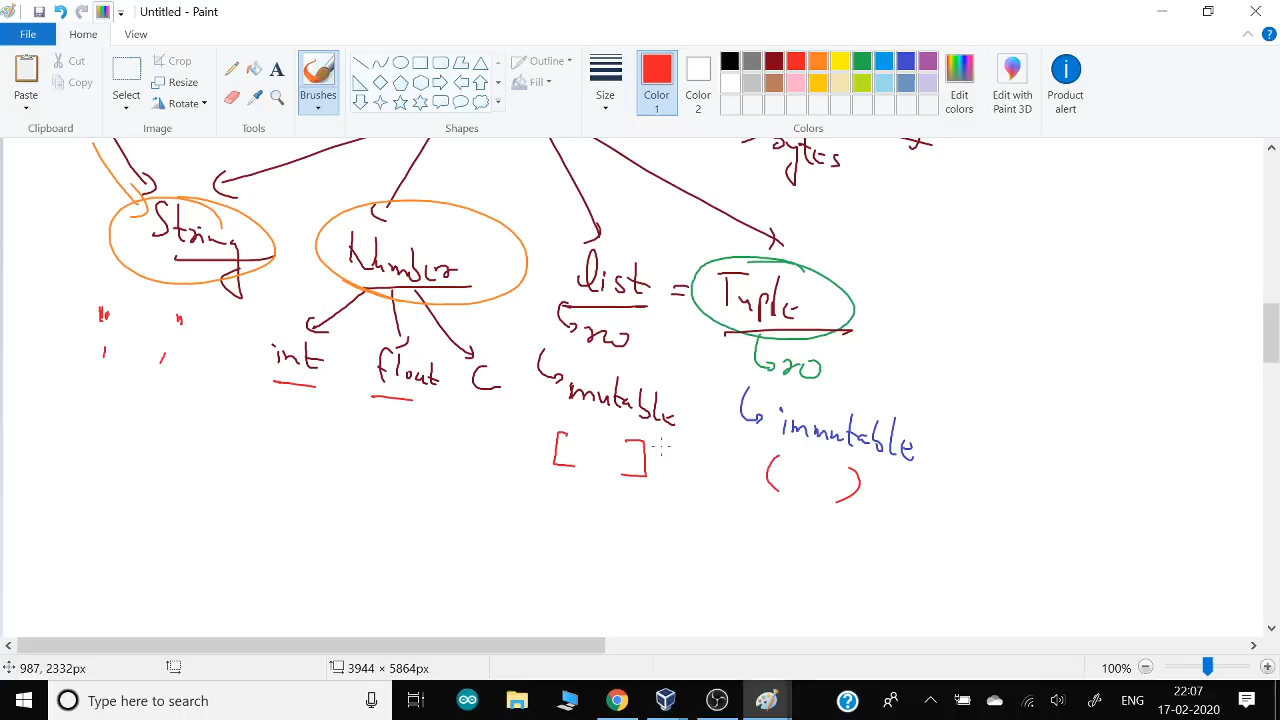 Untitled - Paint
File
Home
View
Paste
Cut
Copy
Clipboard
Select
Crop
Resize
Rotate
Image
A
Tools
Brushes
Outline
Fill
Shapes
Size
Color 1
Color 2
Edit colors
Edit with Paint 3D
Product alert
Colors
bytes
String
Number
list = Tuple
" "
' '
int
float
C
mutable
immutable
[ ]
( )
987, 2332px
3944 × 5864px
100%
Type here to search
ENG
22:07
17-02-2020